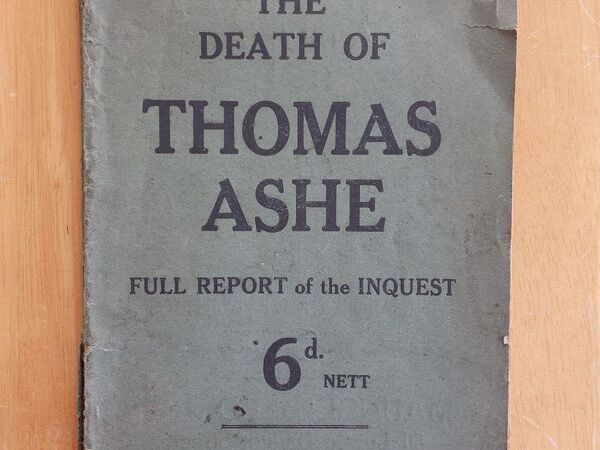 THE
DEATH OF
THOMAS
ASHE
FULL REPORT of the INQUEST
6d.
NETT